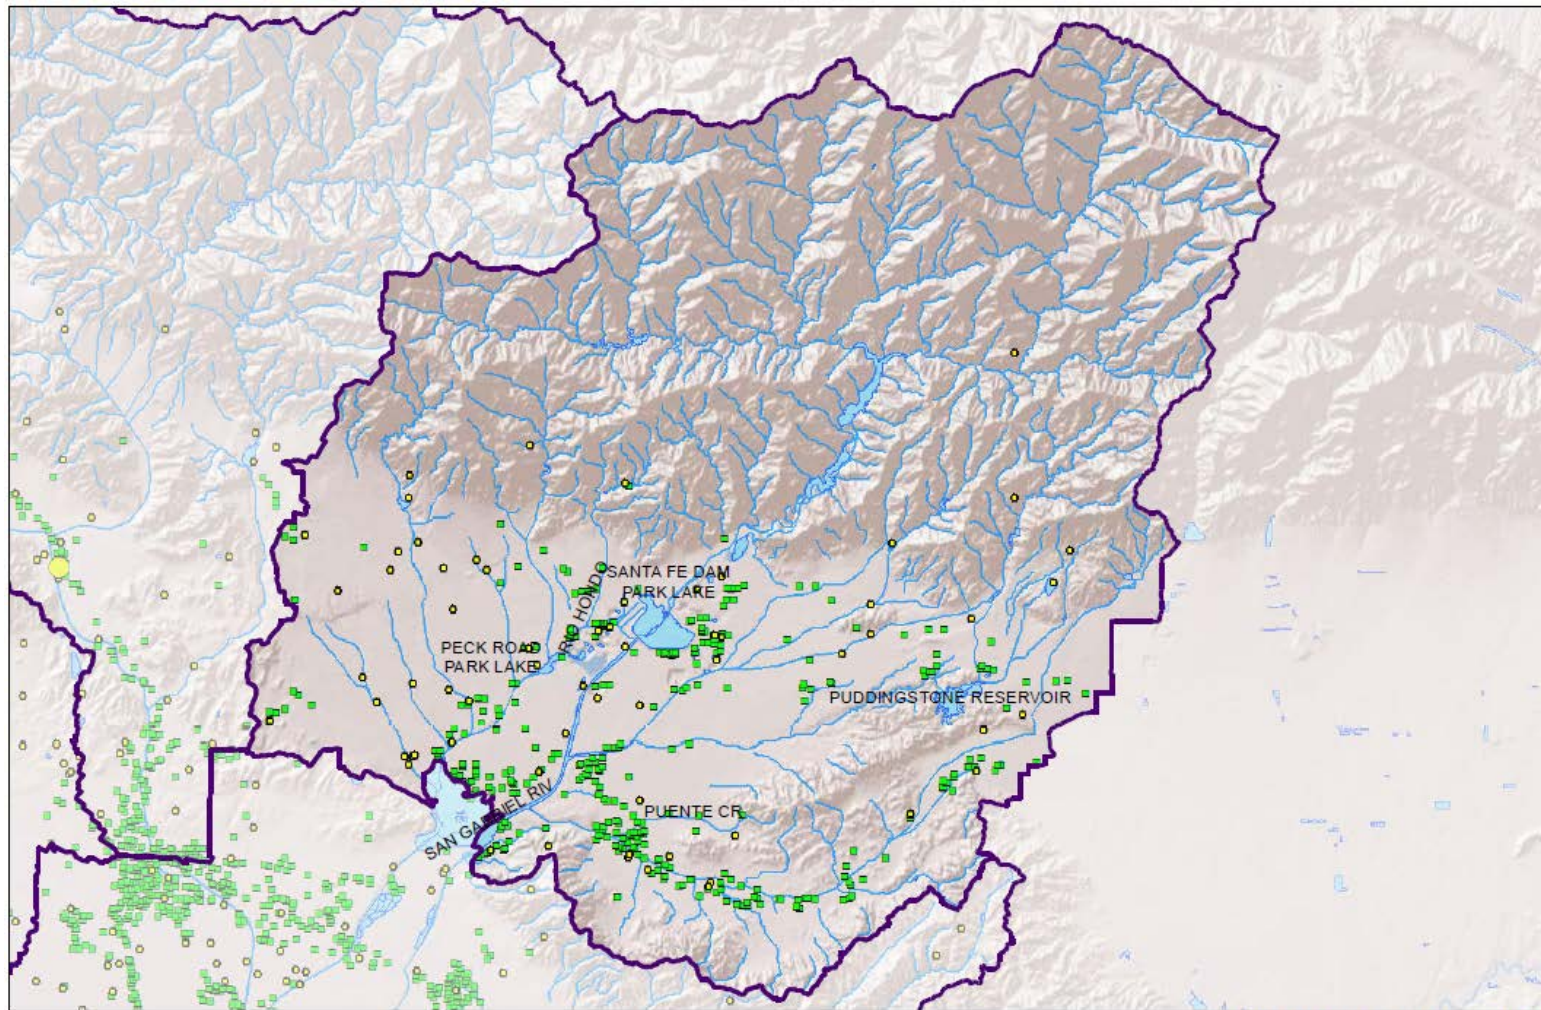 SANTA FE DAM
PARK LAKE
RIO HONDO
PECK ROAD
PARK LAKE
PUDDINGSTONE RESERVOIR
PUENTE CR
SAN GABRIEL RIV